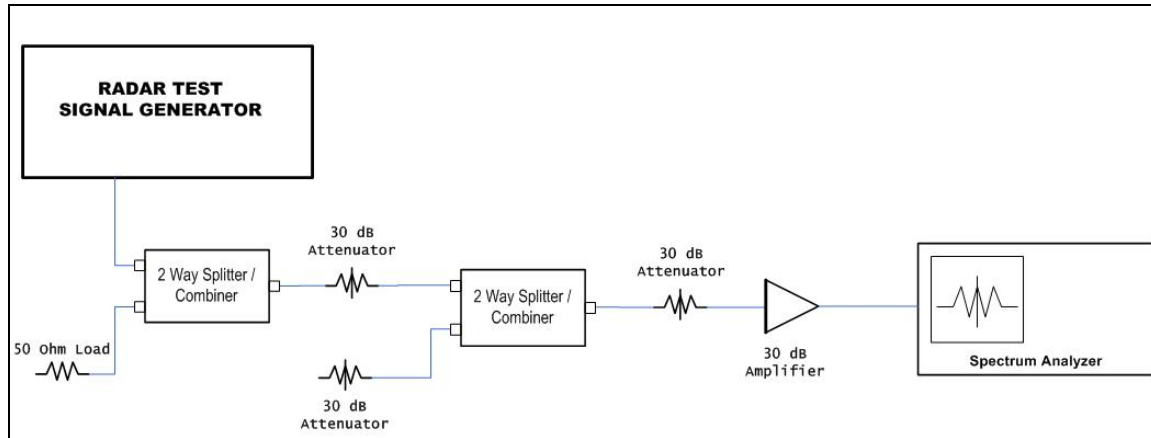 RADAR TEST
SIGNAL GENERATOR
30 dB
Attenuator
2 Way Splitter /
Combiner
30 dB
Attenuator
2 Way Splitter /
Combiner
50 Ohm Load
30 dB
Attenuator
30 dB
Amplifier
Spectrum Analyzer